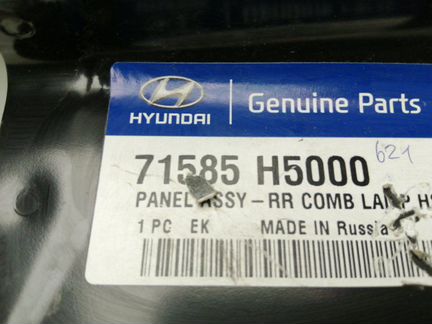 HYUNDAI
Genuine Parts
71585 H5000
621
PANEL ASSY-RR COMB LAMP
1 PC EK MADE IN Russia